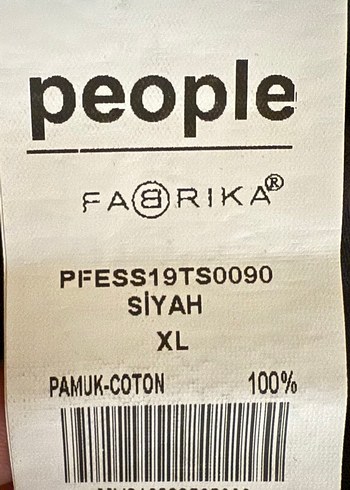 people
FABRIKA®
PFESS19TS0090
SİYAH
XL
PAMUK-COTON 100%